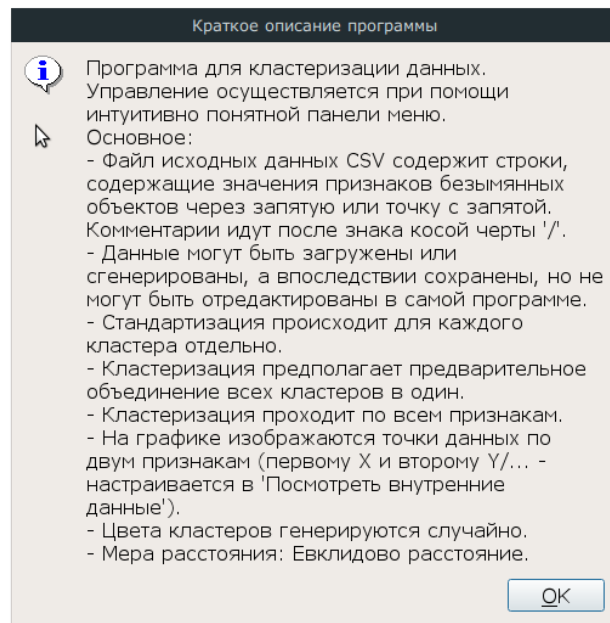 Краткое описание программы
Программа для кластеризации данных.
Управление осуществляется при помощи
интуитивно понятной панели меню.
Основное:
- Файл исходных данных CSV содержит строки,
содержащие значения признаков безымянных
объектов через запятую или точку с запятой.
Комментарии идут после знака косой черты '/'.
- Данные могут быть загружены или
сгенерированы, а впоследствии сохранены, но не
могут быть отредактированы в самой программе.
- Стандартизация происходит для каждого
кластера отдельно.
- Кластеризация предполагает предварительное
объединение всех кластеров в один.
- Кластеризация проходит по всем признакам.
- На графике изображаются точки данных по
двум признакам (первому X и второму Y/... -
настраивается в 'Посмотреть внутренние
данные').
- Цвета кластеров генерируются случайно.
- Мера расстояния: Евклидово расстояние.
OK